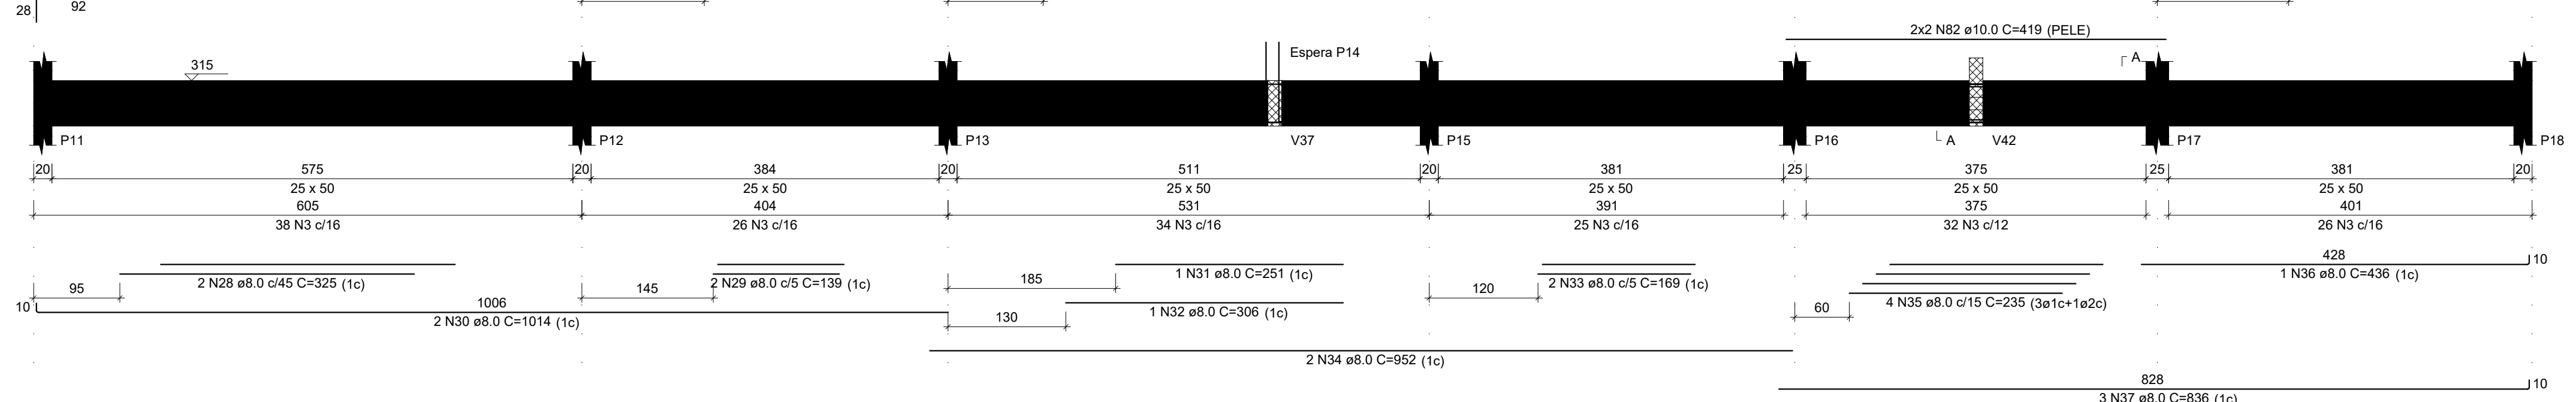 28 92
2x2 N82 ø10.0 C=419 (PELE)
Espera P14
315
A
P11 P12 P13 V37 P15 P16 A V42 P17 P18
20 575 20 384 20 511 20 381 25 375 25 381 20
25 x 50 25 x 50 25 x 50 25 x 50 25 x 50 25 x 50
605 404 531 391 375 401
38 N3 c/16 26 N3 c/16 34 N3 c/16 25 N3 c/16 32 N3 c/12 26 N3 c/16
428 10
1 N31 ø8.0 C=251 (1c) 1 N36 ø8.0 C=436 (1c)
2 N28 ø8.0 c/45 C=325 (1c) 2 N29 ø8.0 c/5 C=139 (1c) 185 2 N33 ø8.0 c/5 C=169 (1c)
95 145 120
10 1006 4 N35 ø8.0 c/15 C=235 (3ø1c+1ø2c)
1 N32 ø8.0 C=306 (1c) 60
2 N30 ø8.0 C=1014 (1c) 130
2 N34 ø8.0 C=952 (1c)
828 10
3 N37 ø8.0 C=836 (1c)